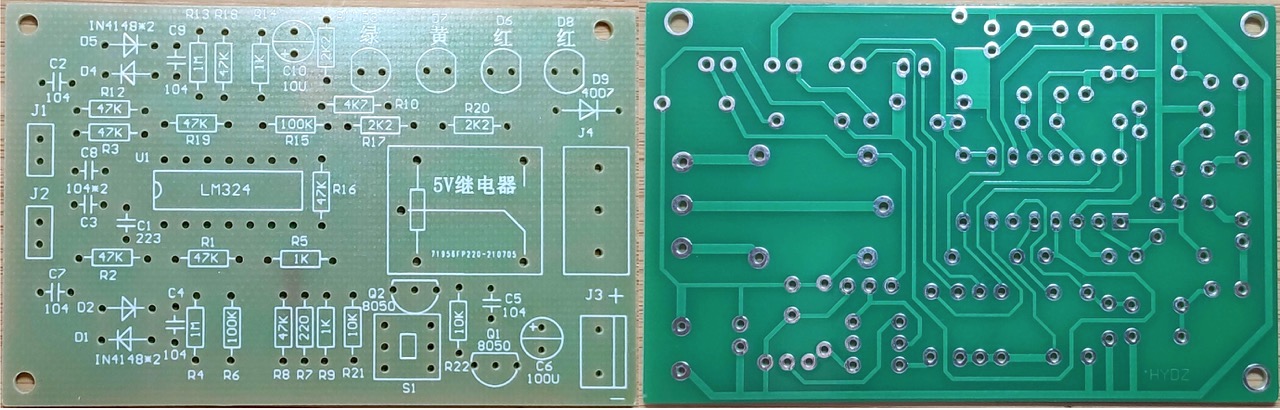 R13 R18 R14
IN4148*2
D5
C9
1M
47K
1K
C10
10U
2K2
绿
D7
黄
D6
红
D8
红
C2
104
D4
104
D9
4007
R12
47K
4K7 R10
R20
2K2
J1
47K
R3
47K
R19
100K
R15
2K2
R17
J4
C8
104*2
C3
U1
LM324
47K
R16
5V继电器
71956FP220-210705
J2
C1
223
47K
R2
R1
47K
R5
1K
C7
104
D2
D1
IN4148*2
C4
104
1M
R4
100K
R6
47K
R8
220
R7
1K
R9
10K
R21
Q2
8050
S1
10K
R22
C5
104
Q1
8050
C6
100U
J3 +
−
+
+
*HYDZ